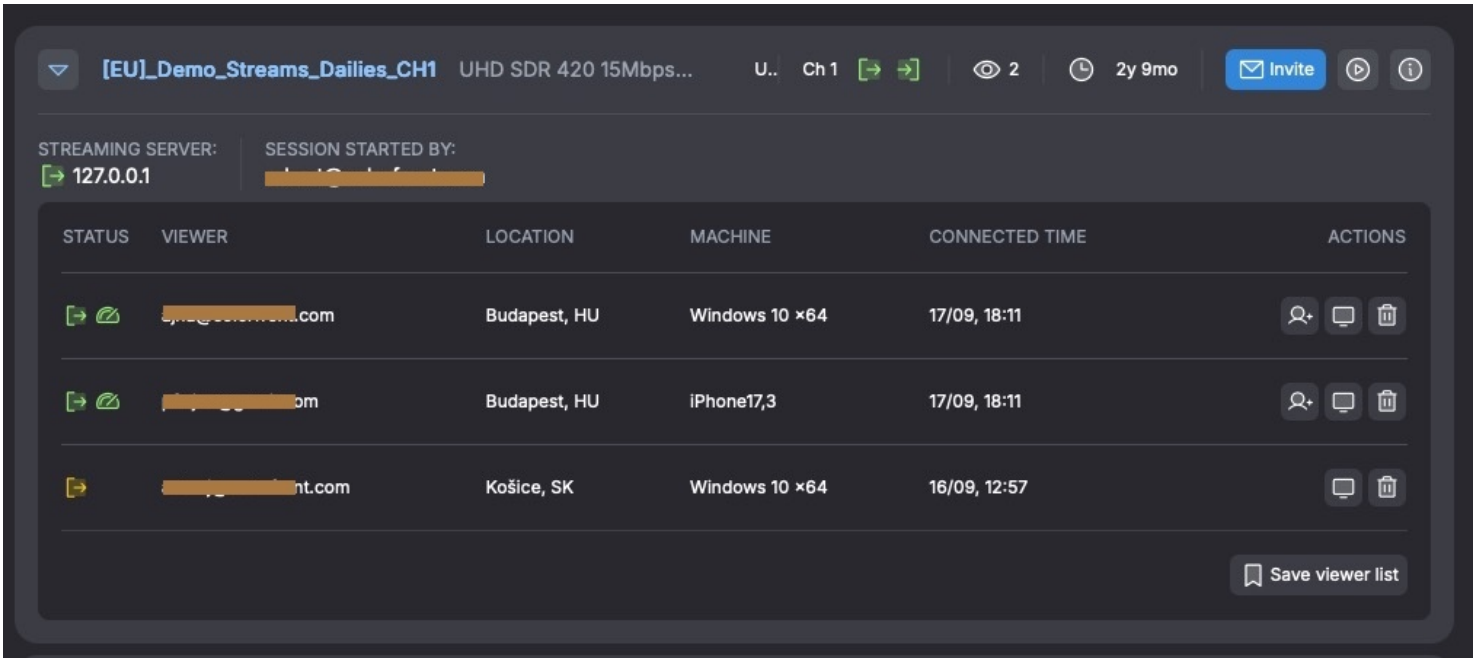 [EU]_Demo_Streams_Dailies_CH1 UHD SDR 420 15Mbps... U.. Ch 1 2 2y 9mo Invite
STREAMING SERVER: SESSION STARTED BY:
127.0.0.1
STATUS VIEWER LOCATION MACHINE CONNECTED TIME ACTIONS
.com Budapest, HU Windows 10 ×64 17/09, 18:11
om Budapest, HU iPhone17,3 17/09, 18:11
nt.com Košice, SK Windows 10 ×64 16/09, 12:57
Save viewer list